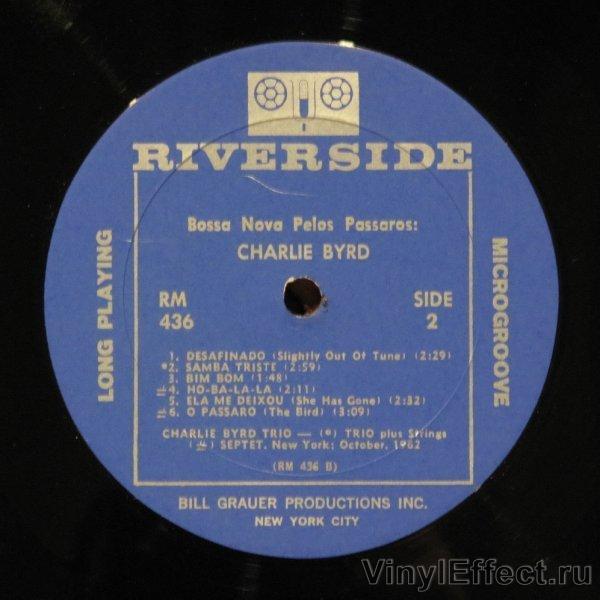 RIVERSIDE
Bossa Nova Pelos Passaros:
CHARLIE BYRD
LONG PLAYING
MICROGROOVE
RM
436
SIDE
2
1. DESAFINADO (Slightly Out Of Tune) (2:29)
*2. SAMBA TRISTE (2:59)
3. BIM BOM (1:48)
#4. HO-BA-LA-LA (2:11)
5. ELA ME DEIXOU (She Has Gone) (2:32)
#6. O PASSARO (The Bird) (3:09)
CHARLIE BYRD TRIO — (*) TRIO plus Strings
(#) SEPTET. New York; October, 1962
(RM 436 B)
BILL GRAUER PRODUCTIONS INC.
NEW YORK CITY
VinylEffect.ru